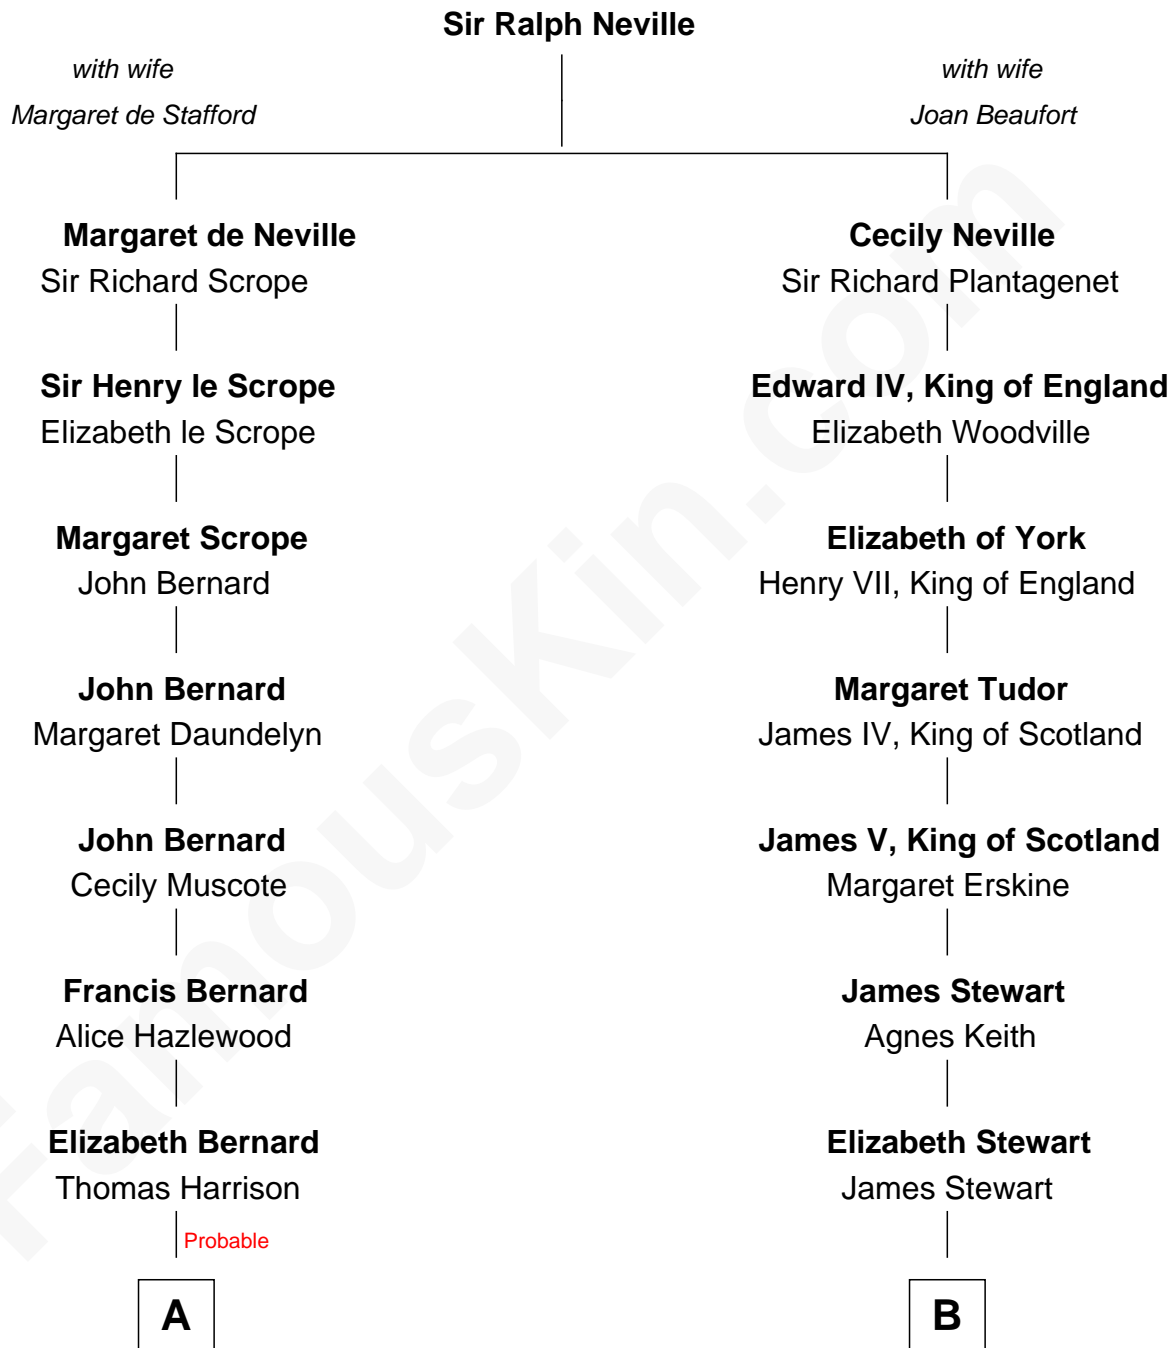 Sir Ralph Neville
with wife
Margaret de Stafford
with wife
Joan Beaufort
Margaret de Neville
Sir Richard Scrope
Cecily Neville
Sir Richard Plantagenet
Sir Henry le Scrope
Elizabeth le Scrope
Edward IV, King of England
Elizabeth Woodville
Margaret Scrope
John Bernard
Elizabeth of York
Henry VII, King of England
John Bernard
Margaret Daundelyn
Margaret Tudor
James IV, King of Scotland
John Bernard
Cecily Muscote
James V, King of Scotland
Margaret Erskine
Francis Bernard
Alice Hazlewood
James Stewart
Agnes Keith
Elizabeth Bernard
Thomas Harrison
Elizabeth Stewart
James Stewart
Probable
A
B
FamousKin.com